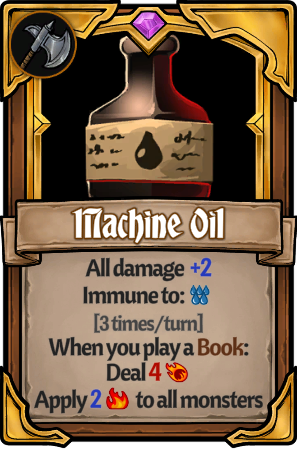 Machine Oil
All damage +2
Immune to:
[3 times/turn]
When you play a Book:
Deal 4
Apply 2 to all monsters